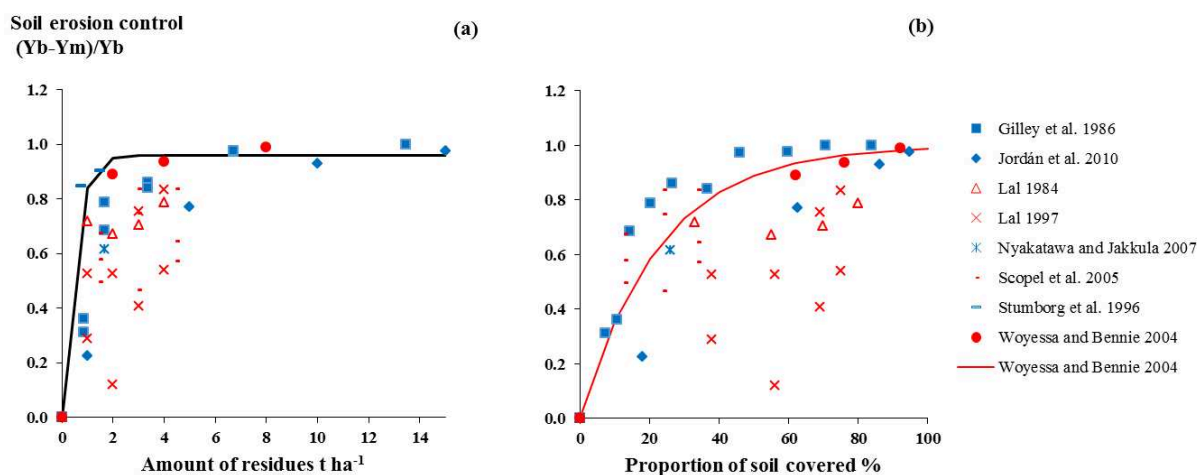 Soil erosion control
(Yb-Ym)/Yb
(a)
(b)
1.2
1.0
0.8
0.6
0.4
0.2
0.0
0 2 4 6 8 10 12 14
Amount of residues t ha⁻¹
1.2
1.0
0.8
0.6
0.4
0.2
0.0
0 20 40 60 80 100
Proportion of soil covered %
Gilley et al. 1986
Jordán et al. 2010
Lal 1984
Lal 1997
Nyakatawa and Jakkula 2007
Scopel et al. 2005
Stumborg et al. 1996
Woyessa and Bennie 2004
Woyessa and Bennie 2004